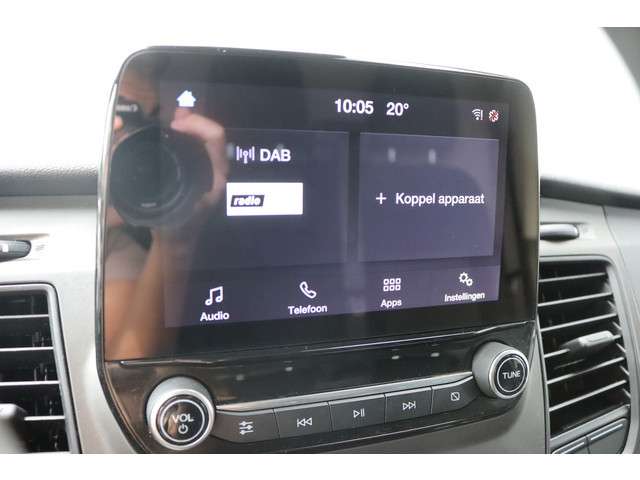 10:05 20°
DAB
radio
+ Koppel apparaat
Audio
Telefoon
Apps
Instellingen
VOL
TUNE